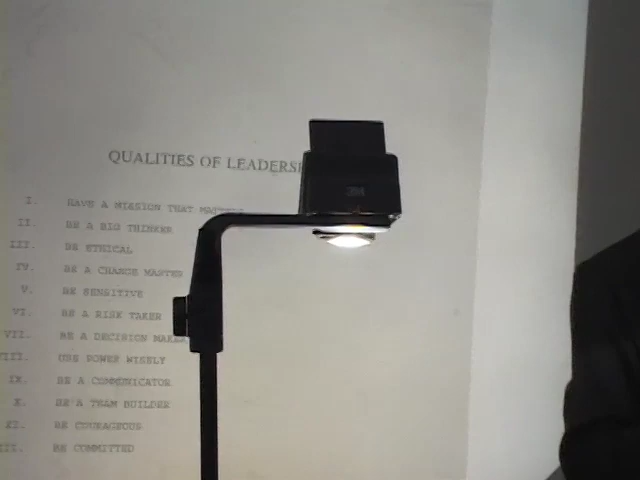 QUALITIES OF LEADERSH
I. HAVE A MISSION THAT MATTERS
II. BE A BIG THINKER
III. BE ETHICAL
IV. BE A CHANGE MASTER
V. BE SENSITIVE
VI. BE A RISK TAKER
VII. BE A DECISION MAKER
VIII. USE POWER WISELY
IX. BE A COMMUNICATOR
X. BE A TEAM BUILDER
XI. BE COURAGEOUS
XII. BE COMMITTED
3M